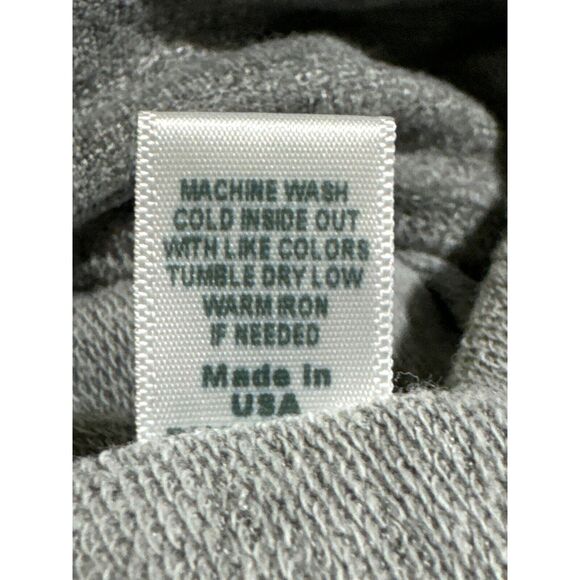 MACHINE WASH
COLD INSIDE OUT
WITH LIKE COLORS
TUMBLE DRY LOW
WARM IRON
IF NEEDED
Made in
USA